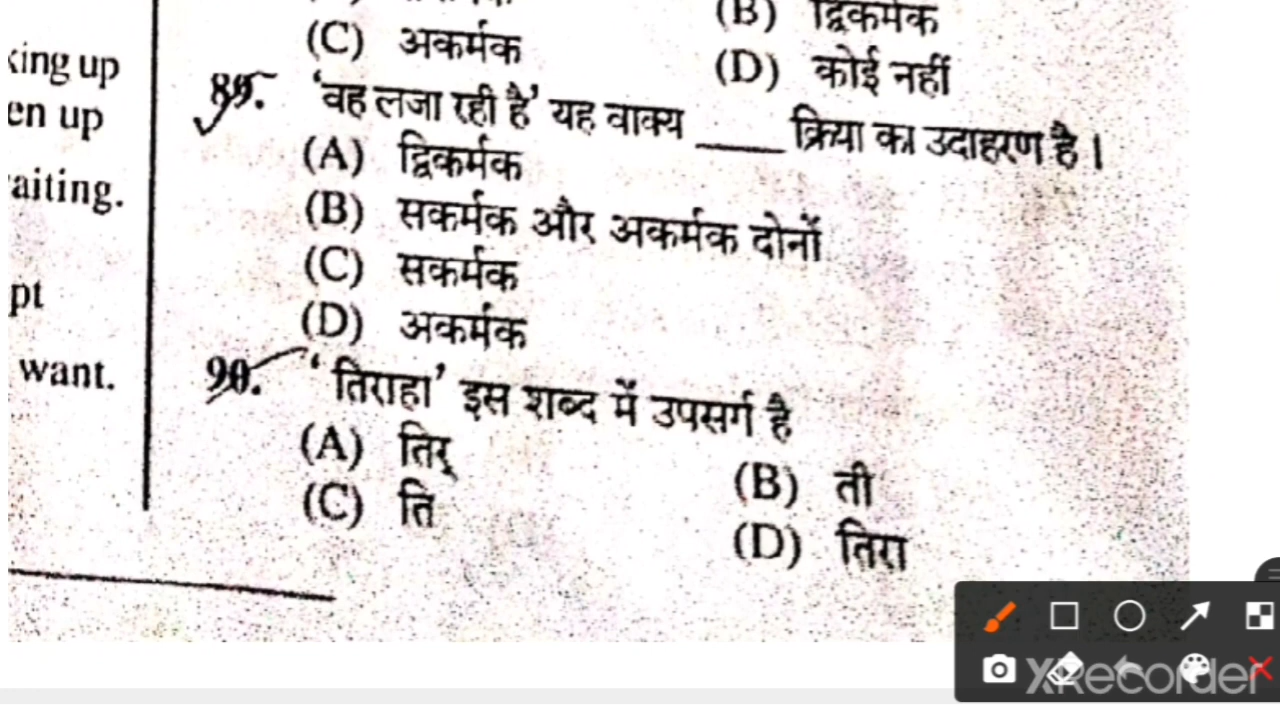 king up
en up
aiting.
pt
want.
(B) द्विकर्मक
(C) अकर्मक
(D) कोई नहीं
89. 'वह लजा रही है' यह वाक्य ____ क्रिया का उदाहरण है।
(A) द्विकर्मक
(B) सकर्मक और अकर्मक दोनों
(C) सकर्मक
(D) अकर्मक
90. 'तिराहा' इस शब्द में उपसर्ग है
(A) तिर्
(B) ती
(C) ति
(D) तिरा
XRecorder